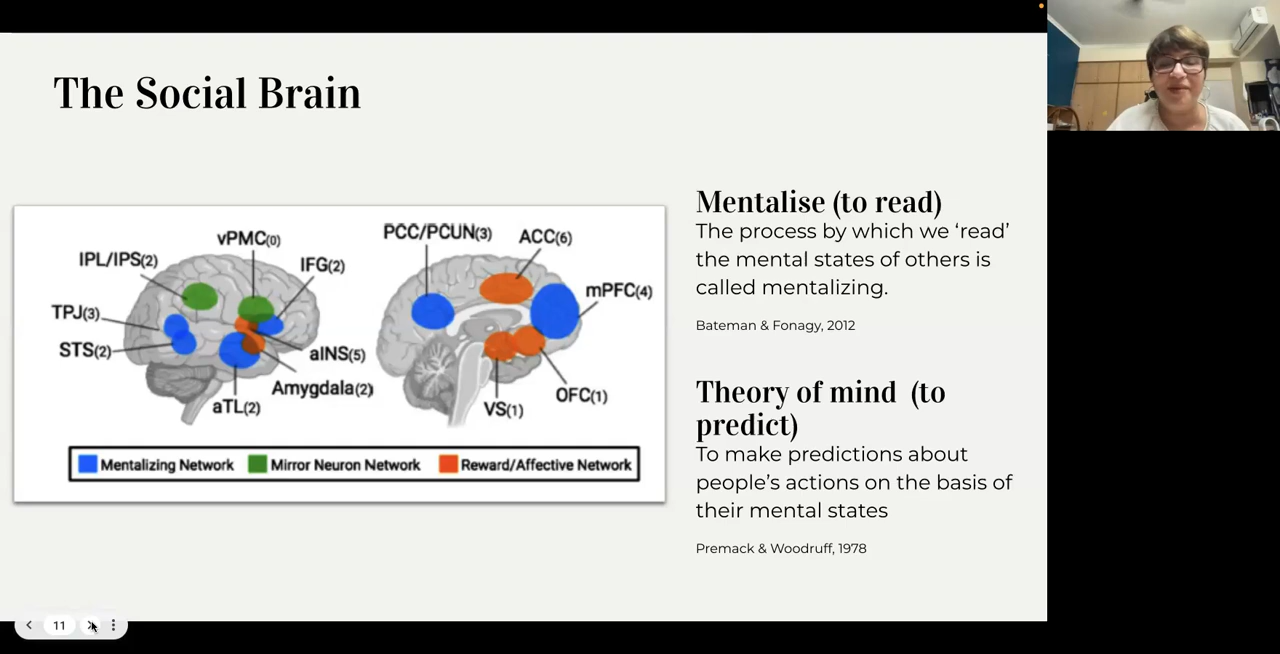 The Social Brain
vPMC(0)
IPL/IPS(2)
IFG(2)
TPJ(3)
STS(2)
aINS(5)
Amygdala(2)
aTL(2)
PCC/PCUN(3)
ACC(6)
mPFC(4)
OFC(1)
VS(1)
Mentalizing Network
Mirror Neuron Network
Reward/Affective Network
Mentalise (to read)
The process by which we ‘read’
the mental states of others is
called mentalizing.
Bateman & Fonagy, 2012
Theory of mind (to
predict)
To make predictions about
people’s actions on the basis of
their mental states
Premack & Woodruff, 1978
11